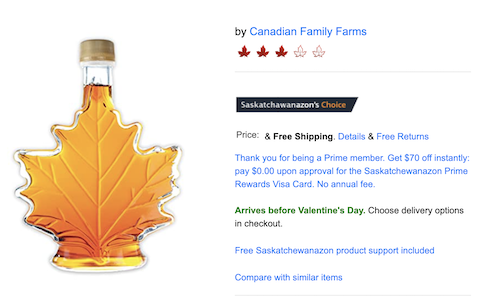 by Canadian Family Farms
Saskatchawanazon's Choice
Price: & Free Shipping. Details & Free Returns
Thank you for being a Prime member. Get $70 off instantly:
pay $0.00 upon approval for the Saskatchewanazon Prime
Rewards Visa Card. No annual fee.
Arrives before Valentine's Day. Choose delivery options
in checkout.
Free Saskatchewanazon product support included
Compare with similar items